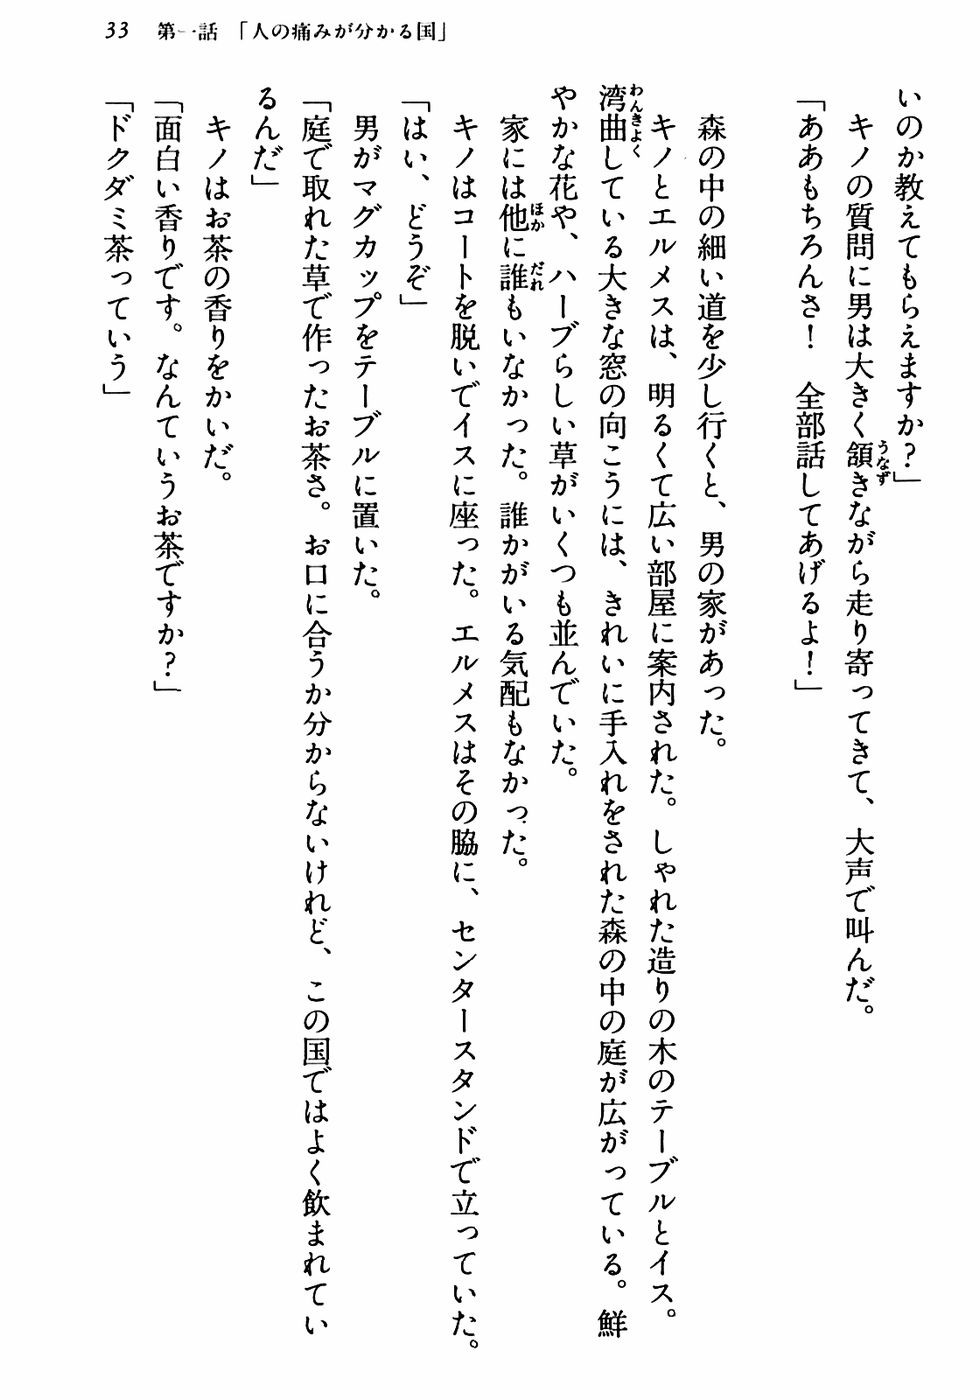 33　第一話　「人の痛みが分かる国」
いのか教えてもらえますか？」
　キノの質問に男は大きく頷きながら走り寄ってきて、大声で叫んだ。
「ああもちろんさ！　全部話してあげるよ！」
　森の中の細い道を少し行くと、男の家があった。
　キノとエルメスは、明るくて広い部屋に案内された。しゃれた造りの木のテーブルとイス。
湾曲している大きな窓の向こうには、きれいに手入れをされた森の中の庭が広がっている。鮮
やかな花や、ハーブらしい草がいくつも並んでいた。
　家には他に誰もいなかった。誰かがいる気配もなかった。
　キノはコートを脱いでイスに座った。エルメスはその脇に、センタースタンドで立っていた。
「はい、どうぞ」
　男がマグカップをテーブルに置いた。
「庭で取れた草で作ったお茶さ。お口に合うか分からないけれど、この国ではよく飲まれてい
るんだ」
　キノはお茶の香りをかいだ。
「面白い香りです。なんていうお茶ですか？」
「ドクダミ茶っていう」